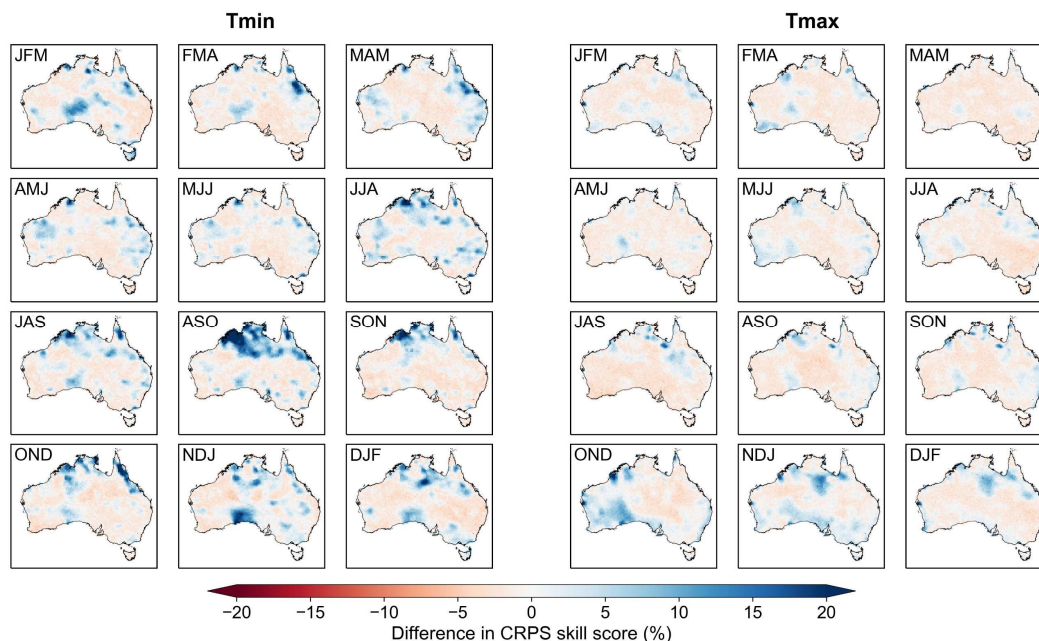 Tmin Tmax
JFM FMA MAM JFM FMA MAM
AMJ MJJ JJA AMJ MJJ JJA
JAS ASO SON JAS ASO SON
OND NDJ DJF OND NDJ DJF
−20 −15 −10 −5 0 5 10 15 20
Difference in CRPS skill score (%)